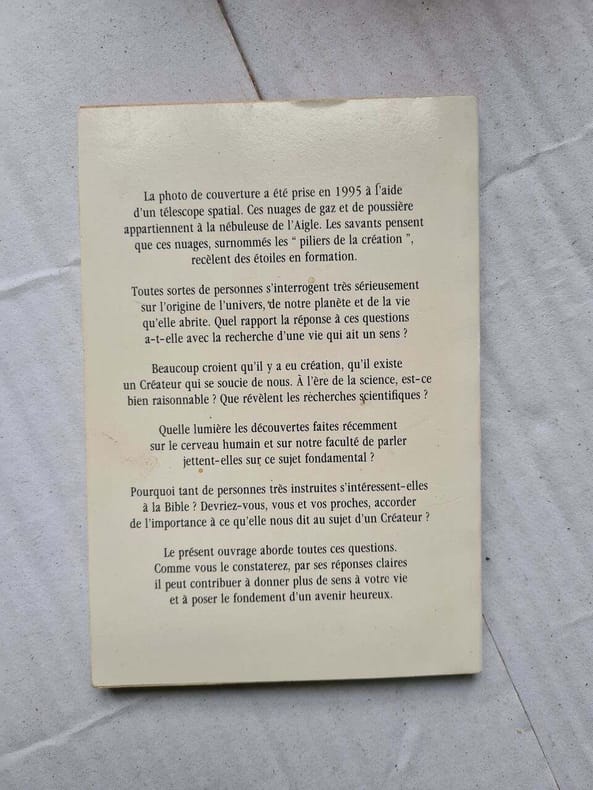 La photo de couverture a été prise en 1995 à l'aide
d'un télescope spatial. Ces nuages de gaz et de poussière
appartiennent à la nébuleuse de l'Aigle. Les savants pensent
que ces nuages, surnommés les “ piliers de la création ”,
recèlent des étoiles en formation.
Toutes sortes de personnes s'interrogent très sérieusement
sur l'origine de l'univers, de notre planète et de la vie
qu'elle abrite. Quel rapport la réponse à ces questions
a-t-elle avec la recherche d'une vie qui ait un sens ?
Beaucoup croient qu'il y a eu création, qu'il existe
un Créateur qui se soucie de nous. À l'ère de la science, est-ce
bien raisonnable ? Que révèlent les recherches scientifiques ?
Quelle lumière les découvertes faites récemment
sur le cerveau humain et sur notre faculté de parler
jettent-elles sur ce sujet fondamental ?
Pourquoi tant de personnes très instruites s'intéressent-elles
à la Bible ? Devriez-vous, vous et vos proches, accorder
de l'importance à ce qu'elle nous dit au sujet d'un Créateur ?
Le présent ouvrage aborde toutes ces questions.
Comme vous le constaterez, par ses réponses claires
il peut contribuer à donner plus de sens à votre vie
et à poser le fondement d'un avenir heureux.